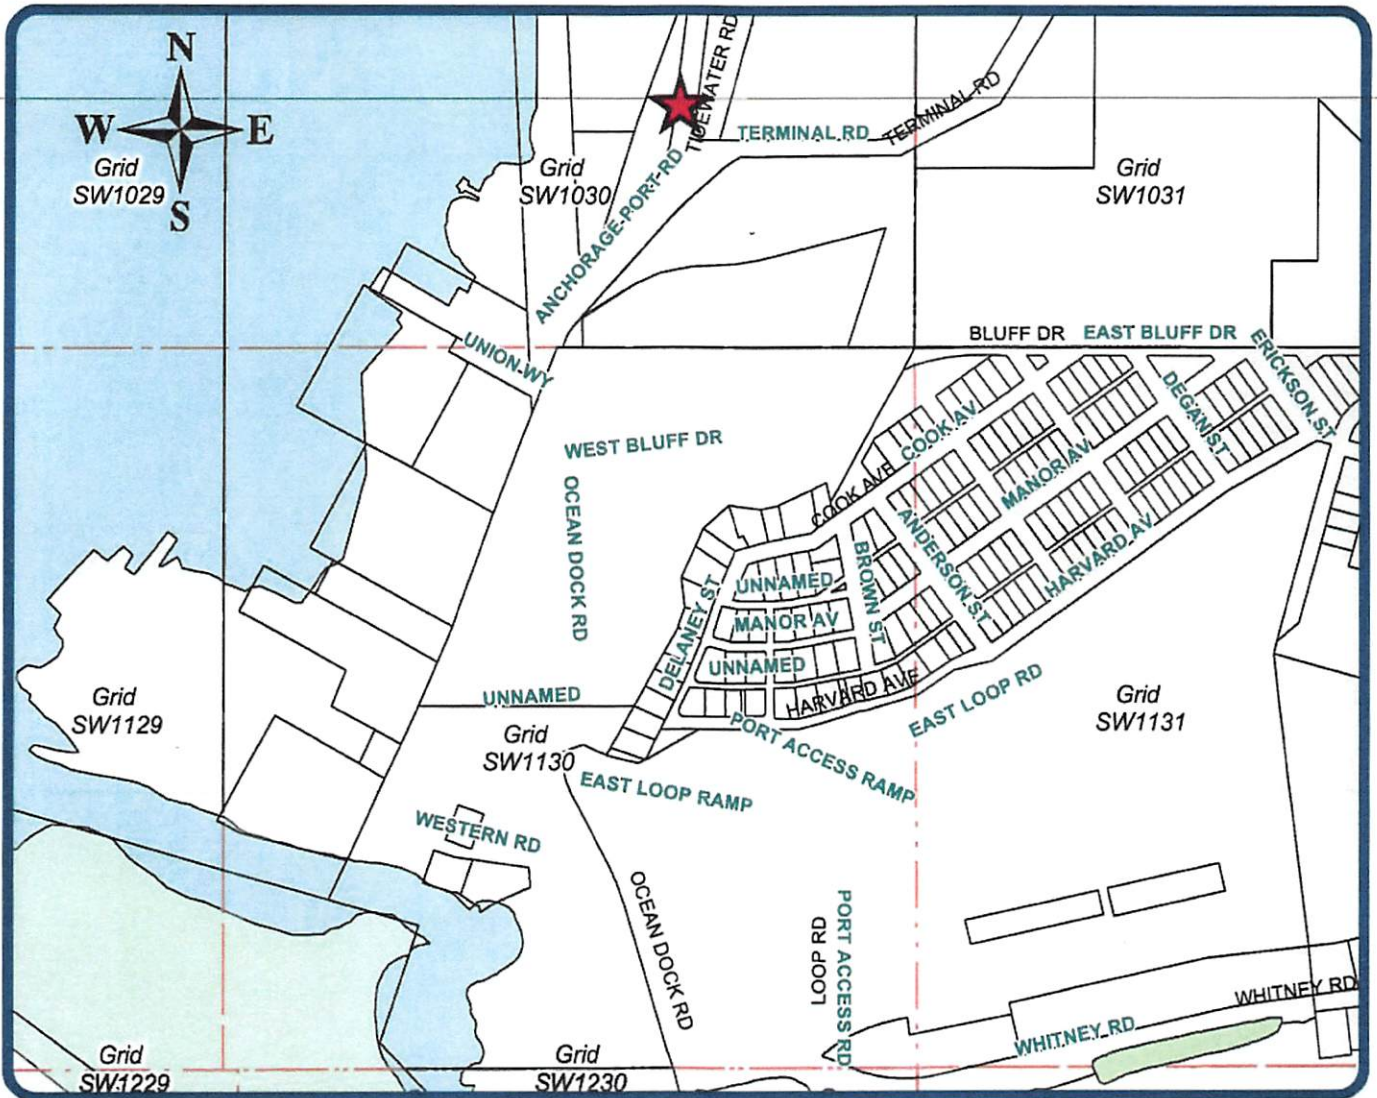 N
W E
S
Grid
SW1029
Grid
SW1030
Grid
SW1031
TIDEWATER RD
TERMINAL RD
TERMINAL RD
ANCHORAGE-PORT-RD
UNION WY
BLUFF DR
EAST BLUFF DR
ERICKSON ST
DEGAN ST
COOK AV
COOK AVE
MANOR AV
WEST BLUFF DR
OCEAN DOCK RD
ANDERSON ST
BROWN ST
HARVARD AV
UNNAMED
MANOR AV
UNNAMED
DELANEY ST
HARVARD AVE
UNNAMED
EAST LOOP RD
PORT ACCESS RAMP
Grid
SW1129
Grid
SW1130
Grid
SW1131
EAST LOOP RAMP
WESTERN RD
OCEAN DOCK RD
LOOP RD
PORT ACCESS RD
WHITNEY RD
WHITNEY RD
Grid
SW1229
Grid
SW1230